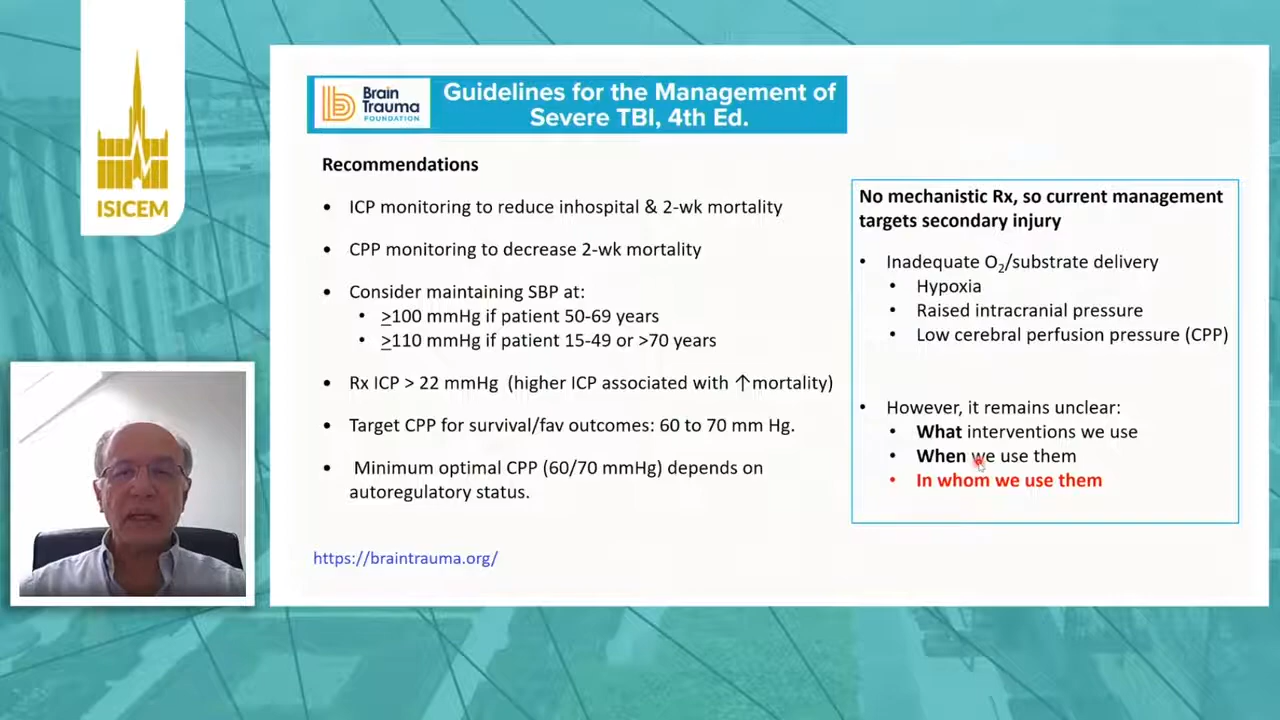 ISICEM
Brain
Trauma
FOUNDATION
Guidelines for the Management of
Severe TBI, 4th Ed.
Recommendations
• ICP monitoring to reduce inhospital & 2-wk mortality
• CPP monitoring to decrease 2-wk mortality
• Consider maintaining SBP at:
• ≥100 mmHg if patient 50-69 years
• ≥110 mmHg if patient 15-49 or >70 years
• Rx ICP > 22 mmHg (higher ICP associated with ↑mortality)
• Target CPP for survival/fav outcomes: 60 to 70 mm Hg.
• Minimum optimal CPP (60/70 mmHg) depends on
autoregulatory status.
https://braintrauma.org/
No mechanistic Rx, so current management
targets secondary injury
• Inadequate O₂/substrate delivery
• Hypoxia
• Raised intracranial pressure
• Low cerebral perfusion pressure (CPP)
• However, it remains unclear:
• What interventions we use
• When we use them
• In whom we use them